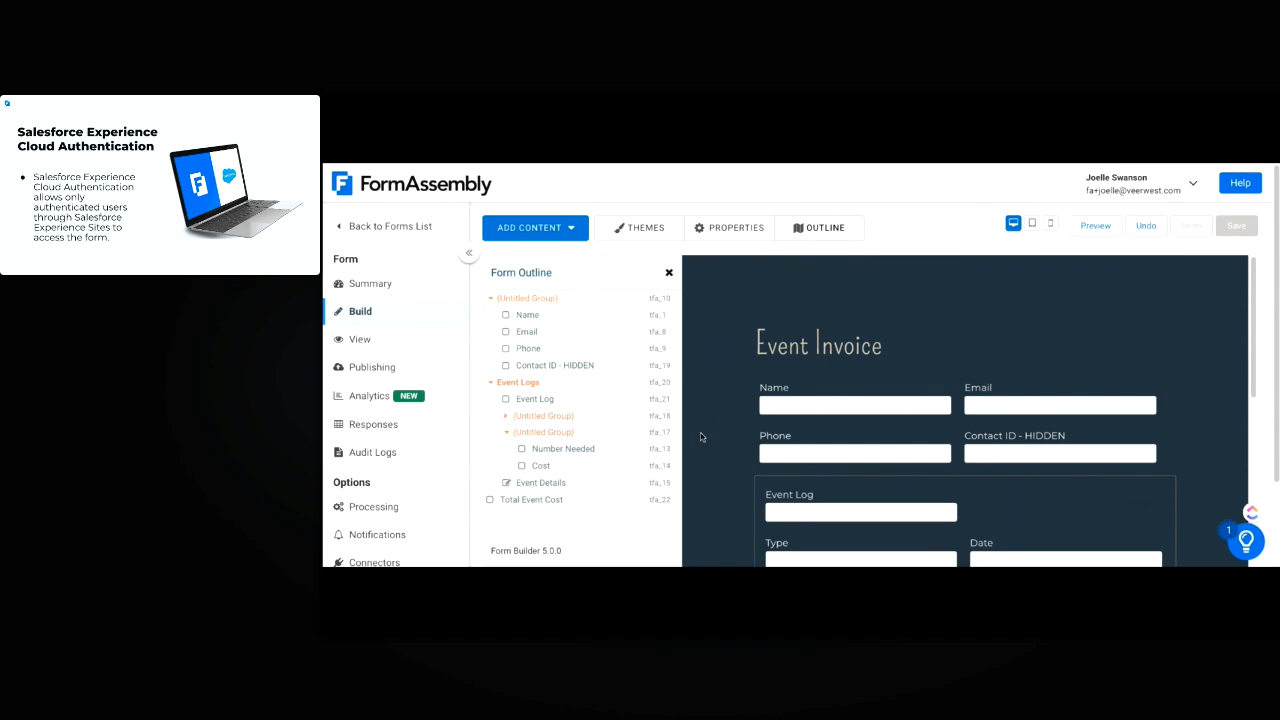 Salesforce Experience
Cloud Authentication
● Salesforce Experience
Cloud Authentication
allows only
authenticated users
through Salesforce
Experience Sites to
access the form.
FormAssembly
Joelle Swanson
fa+joelle@veerwest.com
Help
Back to Forms List
ADD CONTENT
THEMES
PROPERTIES
OUTLINE
Preview
Undo
Save
Form
Summary
Build
View
Publishing
Analytics NEW
Responses
Audit Logs
Options
Processing
Notifications
Connectors
Form Outline
(Untitled Group) tfa_10
Name tfa_1
Email tfa_8
Phone tfa_9
Contact ID - HIDDEN tfa_19
Event Logs tfa_20
Event Log tfa_21
(Untitled Group) tfa_18
(Untitled Group) tfa_17
Number Needed tfa_13
Cost tfa_14
Event Details tfa_15
Total Event Cost tfa_22
Form Builder 5.0.0
Event Invoice
Name Email
Phone Contact ID - HIDDEN
Event Log
Type Date
1